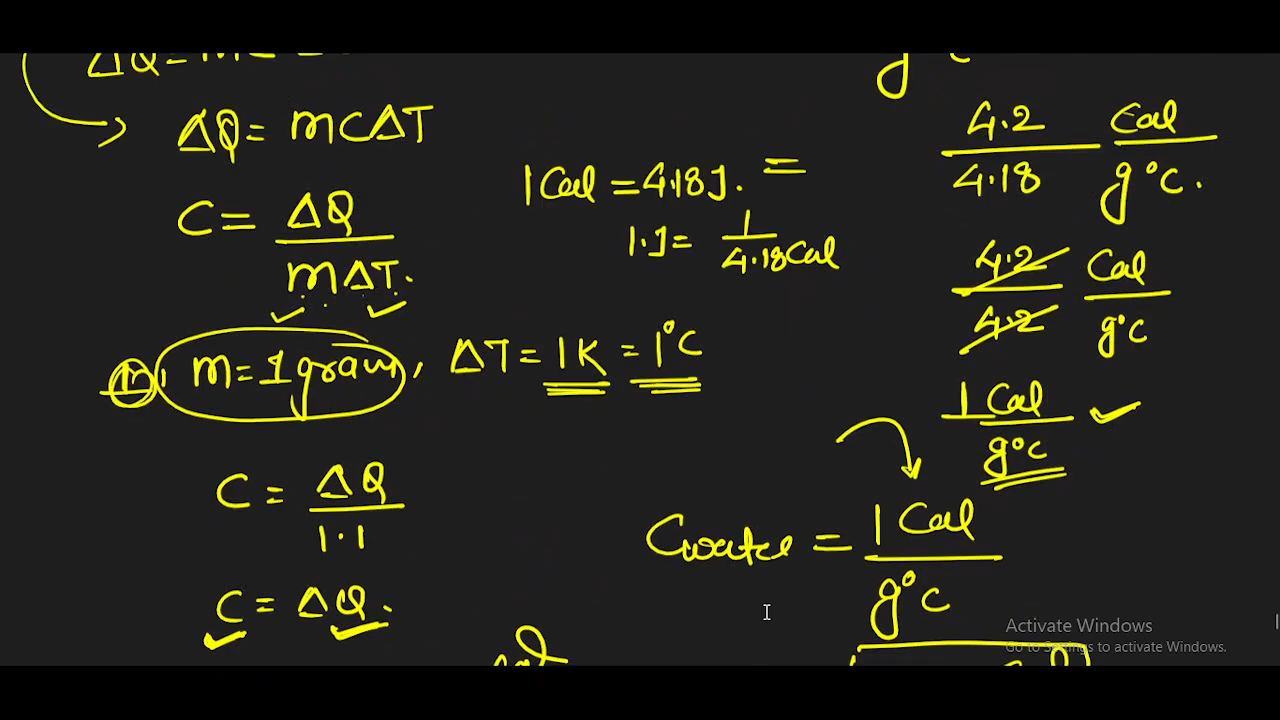 ΔQ = mC
ΔQ = mCΔT
C = ΔQ / mΔT.
m = 1 gram, ΔT = 1K = 1°C
C = ΔQ / 1·1
C = ΔQ.
1 Cal = 4.18 J. =
1 J = 1 / 4.18 Cal
g °C
4.2 / 4.18 Cal / g°C.
4.2 / 4.2 Cal / g°C
1 Cal / g°C
Cwater = 1 Cal / g°C
Activate Windows
Go to Settings to activate Windows.